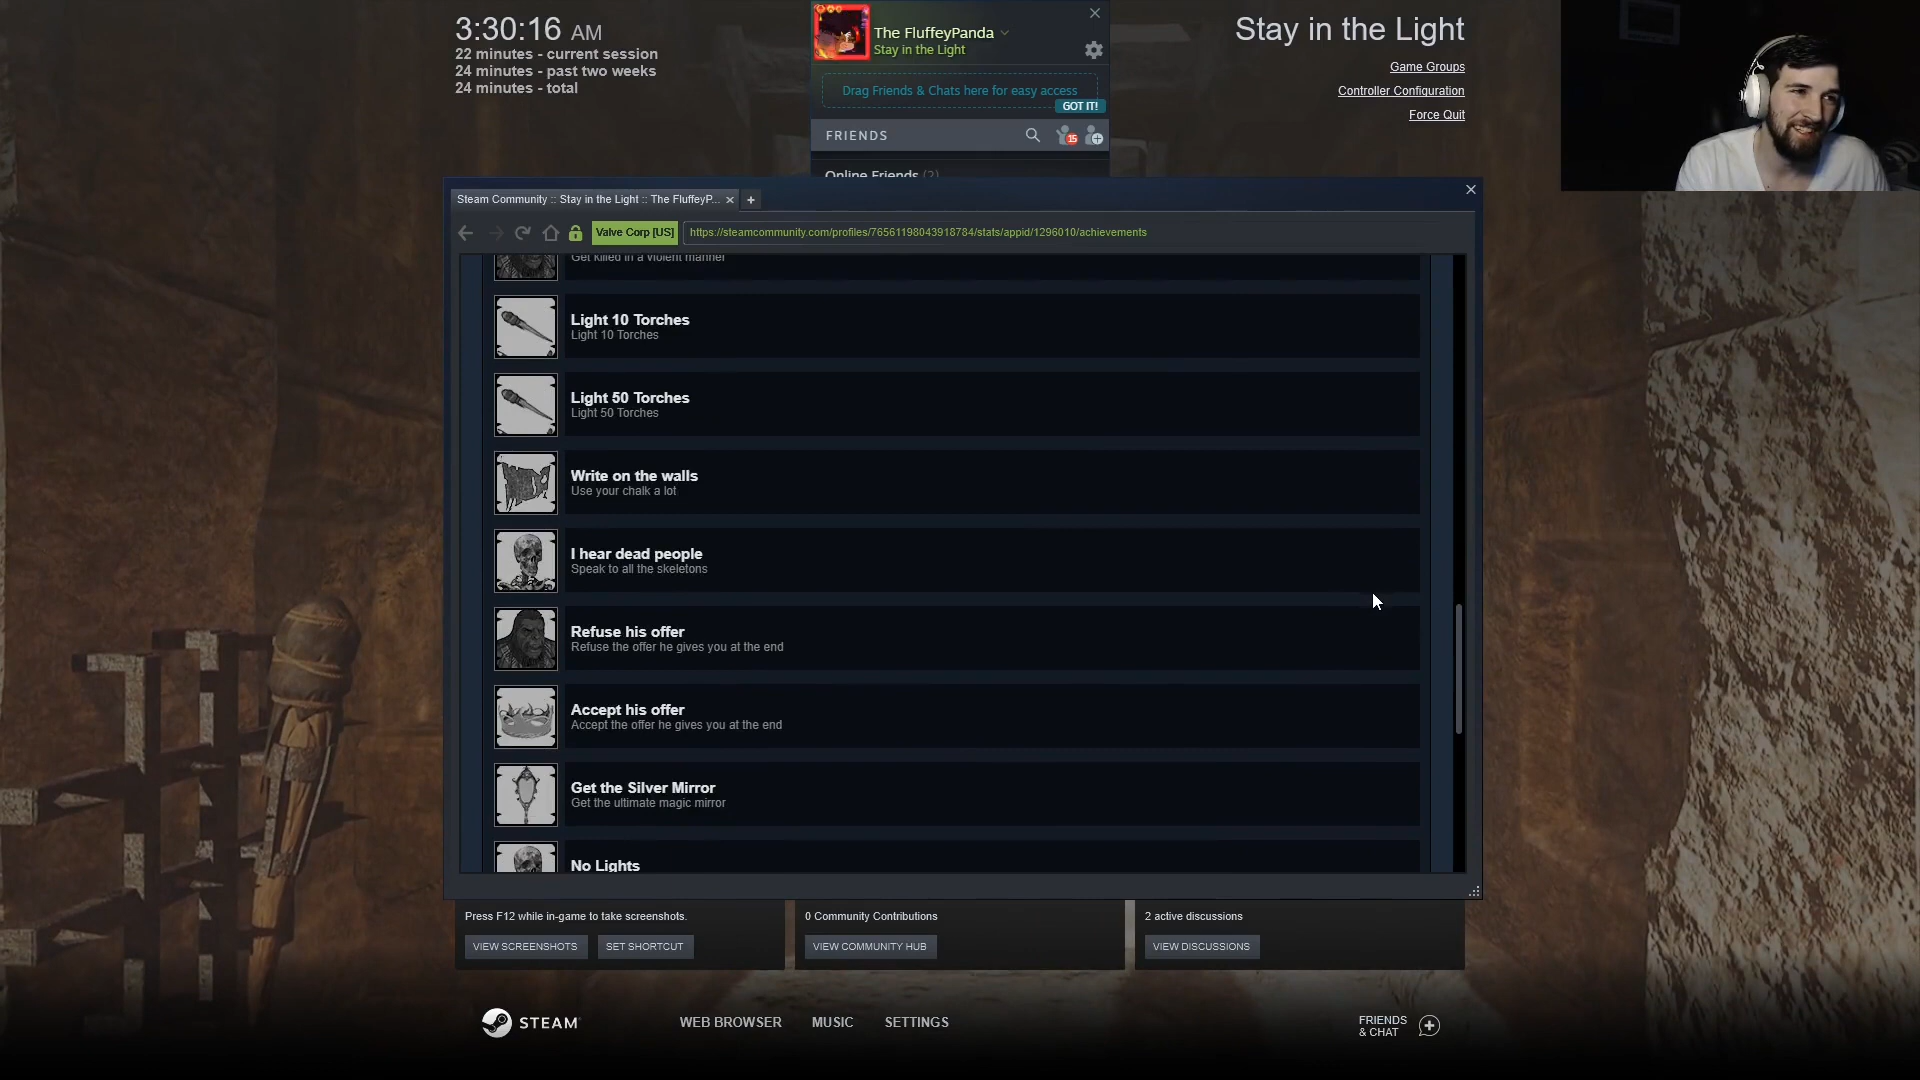 3:30:16 AM
22 minutes - current session
24 minutes - past two weeks
24 minutes - total
The FluffeyPanda
Stay in the Light
Drag Friends & Chats here for easy access
GOT IT!
FRIENDS
15
Online Friends (2)
Stay in the Light
Game Groups
Controller Configuration
Force Quit
Steam Community :: Stay in the Light :: The FluffeyP...
Valve Corp [US]
https://steamcommunity.com/profiles/76561198043918784/stats/appid/1296010/achievements
Get killed in a violent manner
Light 10 Torches
Light 10 Torches
Light 50 Torches
Light 50 Torches
Write on the walls
Use your chalk a lot
I hear dead people
Speak to all the skeletons
Refuse his offer
Refuse the offer he gives you at the end
Accept his offer
Accept the offer he gives you at the end
Get the Silver Mirror
Get the ultimate magic mirror
No Lights
Press F12 while in-game to take screenshots.
VIEW SCREENSHOTS
SET SHORTCUT
0 Community Contributions
VIEW COMMUNITY HUB
2 active discussions
VIEW DISCUSSIONS
STEAM
WEB BROWSER
MUSIC
SETTINGS
FRIENDS
& CHAT